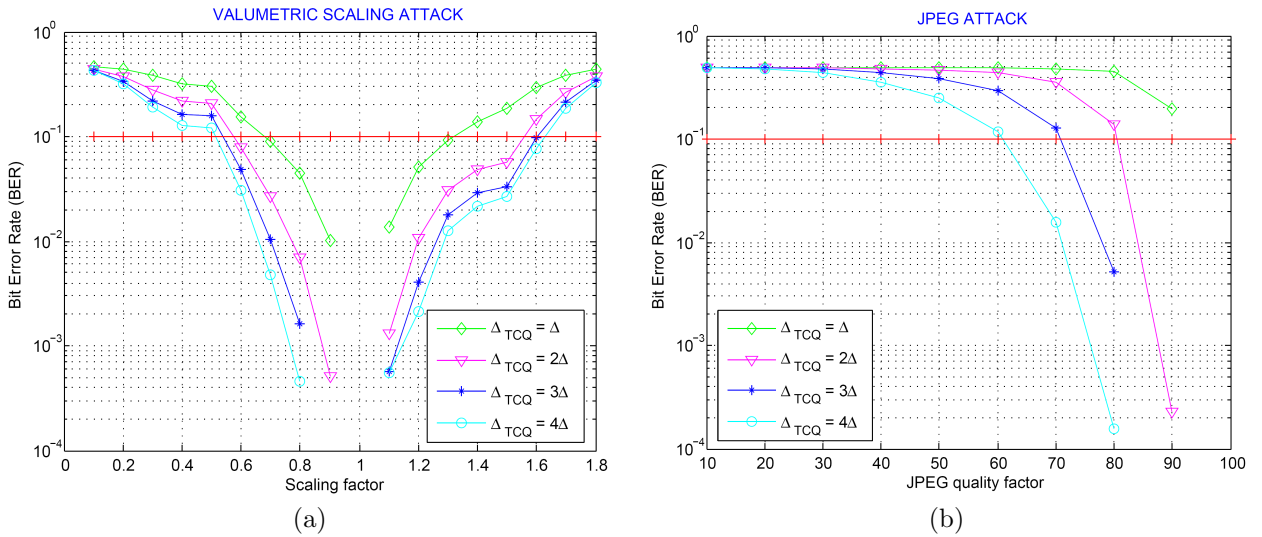 VALUMETRIC SCALING ATTACK
10^0
10^-1
10^-2
10^-3
10^-4
Bit Error Rate (BER)
0 0.2 0.4 0.6 0.8 1 1.2 1.4 1.6 1.8
Scaling factor
Δ TCQ = Δ
Δ TCQ = 2Δ
Δ TCQ = 3Δ
Δ TCQ = 4Δ
(a)
JPEG ATTACK
10^0
10^-1
10^-2
10^-3
10^-4
Bit Error Rate (BER)
10 20 30 40 50 60 70 80 90 100
JPEG quality factor
Δ TCQ = Δ
Δ TCQ = 2Δ
Δ TCQ = 3Δ
Δ TCQ = 4Δ
(b)